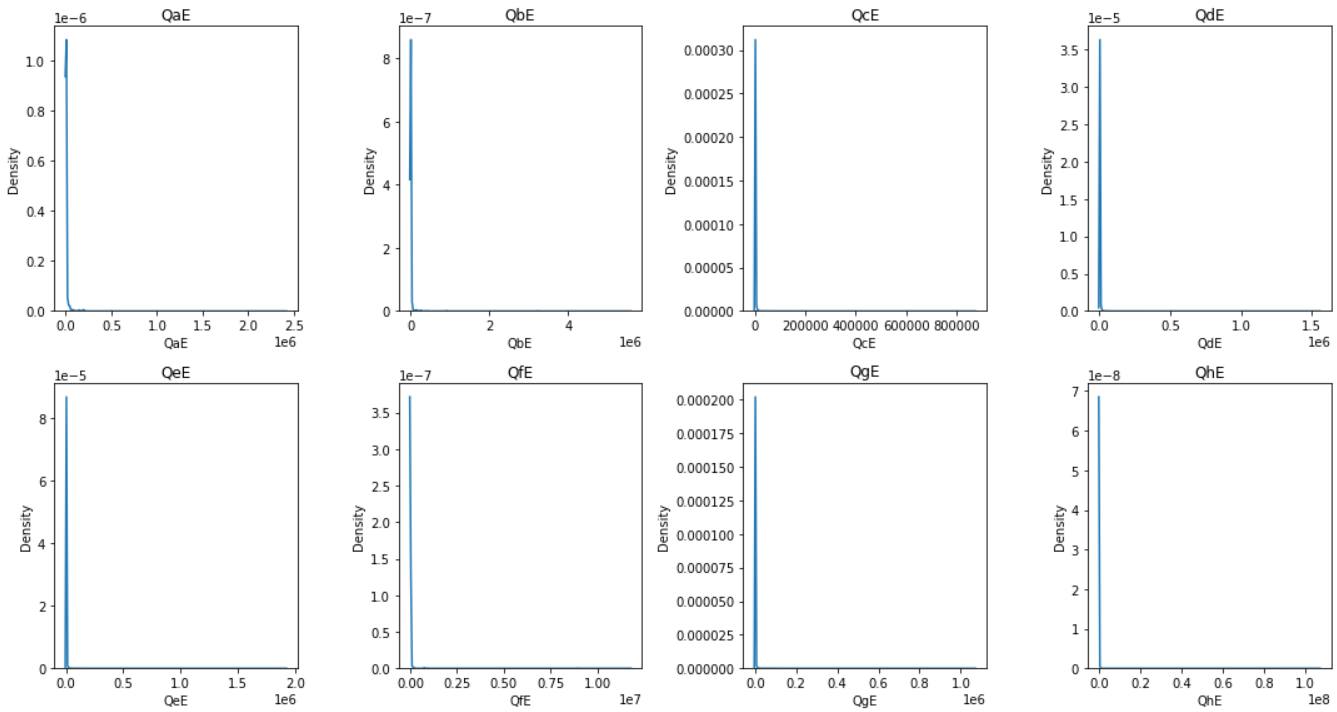 QaE
1e−6
Density
1.0
0.8
0.6
0.4
0.2
0.0
0.0 0.5 1.0 1.5 2.0 2.5
1e6
QaE
QbE
1e−7
Density
8
6
4
2
0
0 2 4
1e6
QbE
QcE
Density
0.00030
0.00025
0.00020
0.00015
0.00010
0.00005
0.00000
0 200000 400000 600000 800000
QcE
QdE
1e−5
Density
3.5
3.0
2.5
2.0
1.5
1.0
0.5
0.0
0.0 0.5 1.0 1.5
1e6
QdE
QeE
1e−5
Density
8
6
4
2
0
0.0 0.5 1.0 1.5 2.0
1e6
QeE
QfE
1e−7
Density
3.5
3.0
2.5
2.0
1.5
1.0
0.5
0.0
0.00 0.25 0.50 0.75 1.00
1e7
QfE
QgE
Density
0.000200
0.000175
0.000150
0.000125
0.000100
0.000075
0.000050
0.000025
0.000000
0.0 0.2 0.4 0.6 0.8 1.0
1e6
QgE
QhE
1e−8
Density
7
6
5
4
3
2
1
0
0.0 0.2 0.4 0.6 0.8 1.0
1e8
QhE